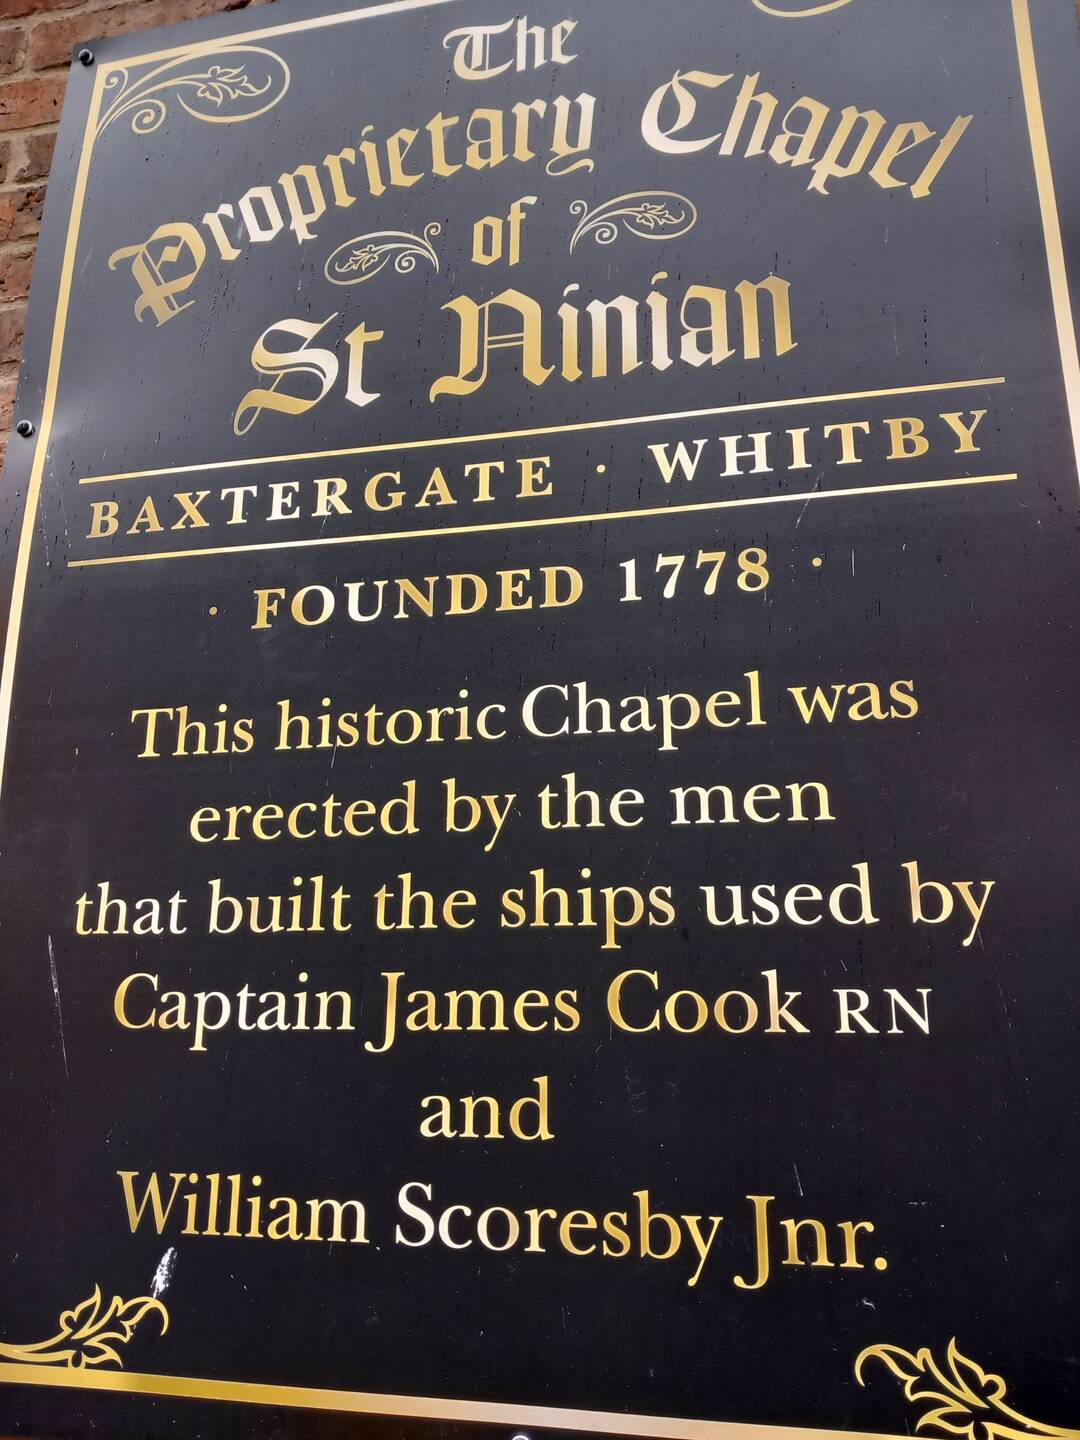 The
Proprietary Chapel
of
St Ninian
BAXTERGATE · WHITBY
· FOUNDED 1778 ·
This historic Chapel was
erected by the men
that built the ships used by
Captain James Cook RN
and
William Scoresby Jnr.